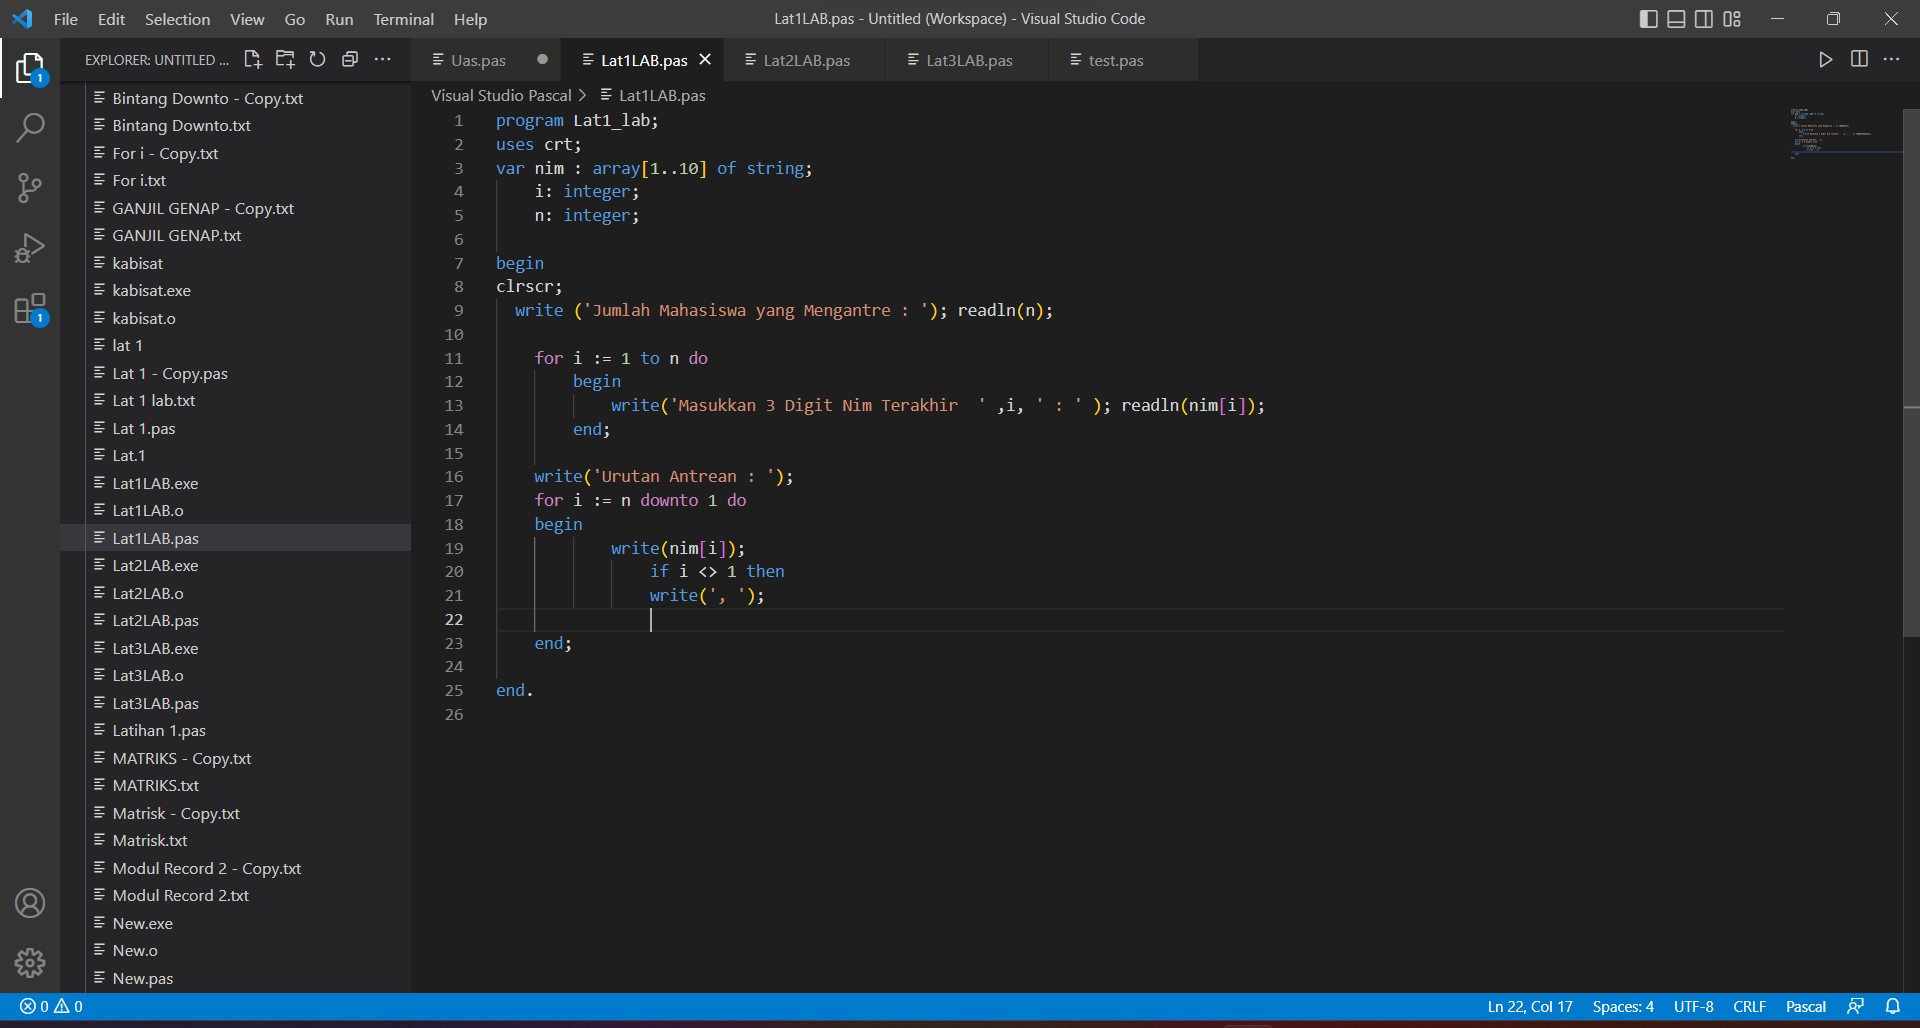 File Edit Selection View Go Run Terminal Help
Lat1LAB.pas - Untitled (Workspace) - Visual Studio Code
EXPLORER: UNTITLED ...
Uas.pas
Lat1LAB.pas
Lat2LAB.pas
Lat3LAB.pas
test.pas
1
1
Bintang Downto - Copy.txt
Bintang Downto.txt
For i - Copy.txt
For i.txt
GANJIL GENAP - Copy.txt
GANJIL GENAP.txt
kabisat
kabisat.exe
kabisat.o
lat 1
Lat 1 - Copy.pas
Lat 1 lab.txt
Lat 1.pas
Lat.1
Lat1LAB.exe
Lat1LAB.o
Lat1LAB.pas
Lat2LAB.exe
Lat2LAB.o
Lat2LAB.pas
Lat3LAB.exe
Lat3LAB.o
Lat3LAB.pas
Latihan 1.pas
MATRIKS - Copy.txt
MATRIKS.txt
Matrisk - Copy.txt
Matrisk.txt
Modul Record 2 - Copy.txt
Modul Record 2.txt
New.exe
New.o
New.pas
Visual Studio Pascal > Lat1LAB.pas
1 program Lat1_lab;
2 uses crt;
3 var nim : array[1..10] of string;
4 i: integer;
5 n: integer;
6
7 begin
8 clrscr;
9 write ('Jumlah Mahasiswa yang Mengantre : '); readln(n);
10
11 for i := 1 to n do
12 begin
13 write('Masukkan 3 Digit Nim Terakhir  ' ,i, ' : ' ); readln(nim[i]);
14 end;
15
16 write('Urutan Antrean : ');
17 for i := n downto 1 do
18 begin
19 write(nim[i]);
20 if i <> 1 then
21 write(', ');
22
23 end;
24
25 end.
26
0 0
Ln 22, Col 17 Spaces: 4 UTF-8 CRLF Pascal